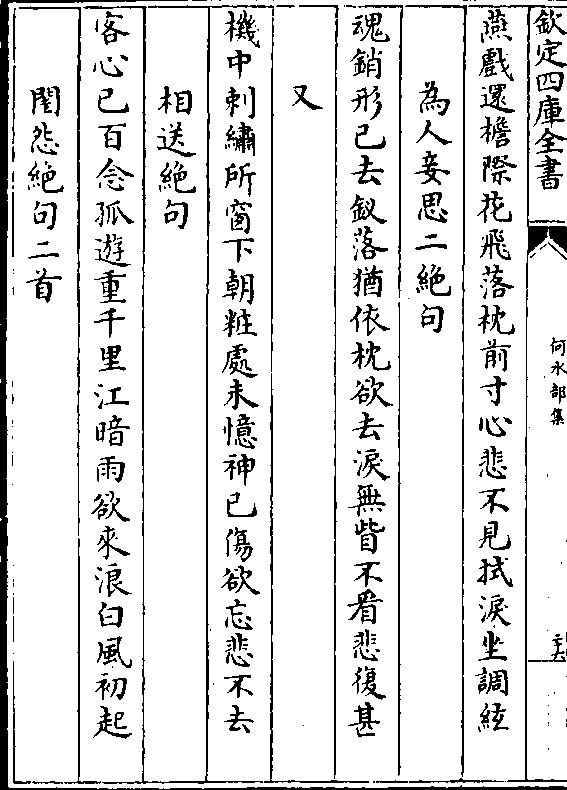 欽定四庫全書
何水部集
二十六
燕戲還檐際花飛落枕前寸心悲不見拭淚坐調絃
為人妾思二絶句
魂銷形已去釵落猶依枕欲去淚無眥不看悲復甚
又
機中刺繡所窗下朝粧處未憶神已傷欲忘悲不去
相送絶句
客心已百念孤遊重千里江暗雨欲來浪白風初起
閨怨絶句二首